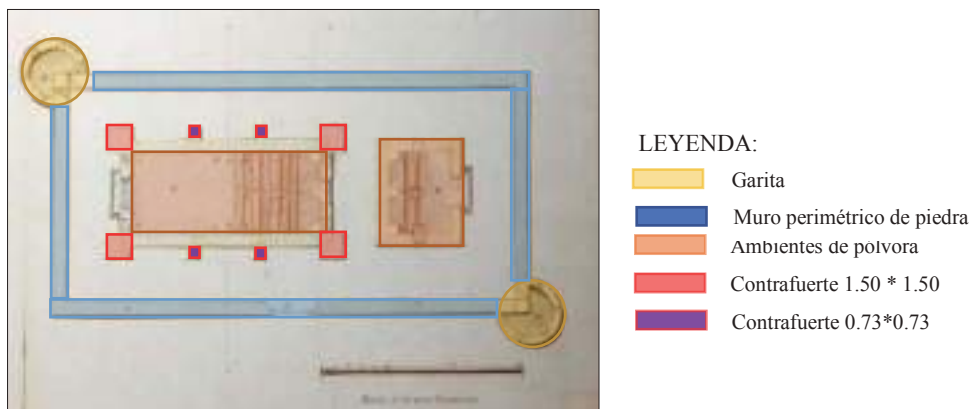 LEYENDA:
Garita
Muro perimétrico de piedra
Ambientes de pólvora
Contrafuerte 1.50 * 1.50
Contrafuerte 0.73*0.73